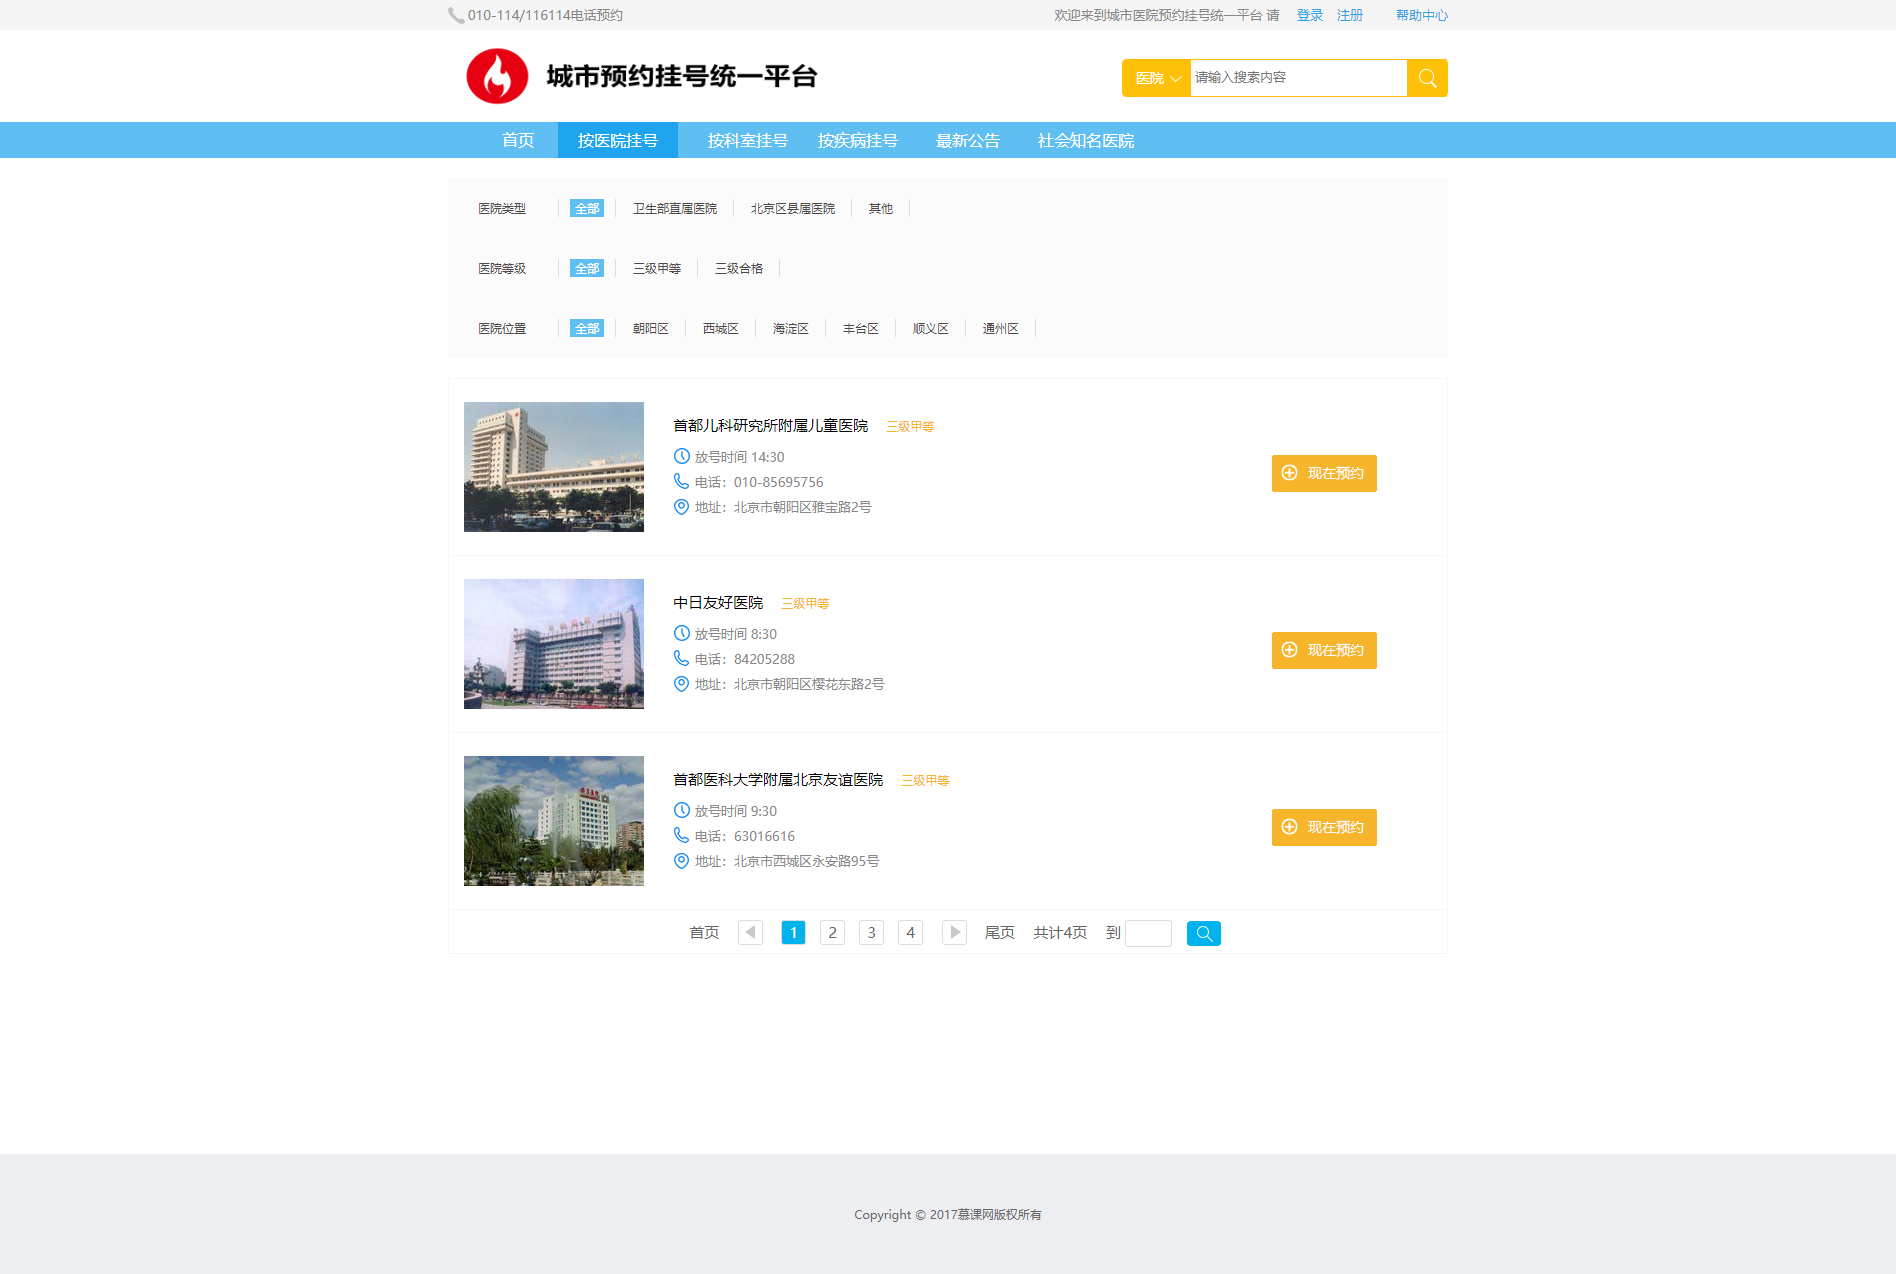 010-114/116114电话预约
欢迎来到城市医院预约挂号统一平台 请 登录 注册 帮助中心
城市预约挂号统一平台
医院 请输入搜索内容
首页 按医院挂号 按科室挂号 按疾病挂号 最新公告 社会知名医院
医院类型 全部 卫生部直属医院 北京区县属医院 其他
医院等级 全部 三级甲等 三级合格
医院位置 全部 朝阳区 西城区 海淀区 丰台区 顺义区 通州区
首都儿科研究所附属儿童医院 三级甲等
放号时间 14:30
电话：010-85695756
地址：北京市朝阳区雅宝路2号
现在预约
中日友好医院 三级甲等
放号时间 8:30
电话：84205288
地址：北京市朝阳区樱花东路2号
现在预约
首都医科大学附属北京友谊医院 三级甲等
放号时间 9:30
电话：63016616
地址：北京市西城区永安路95号
现在预约
首页 1 2 3 4 尾页 共计4页 到
Copyright © 2017慕课网版权所有